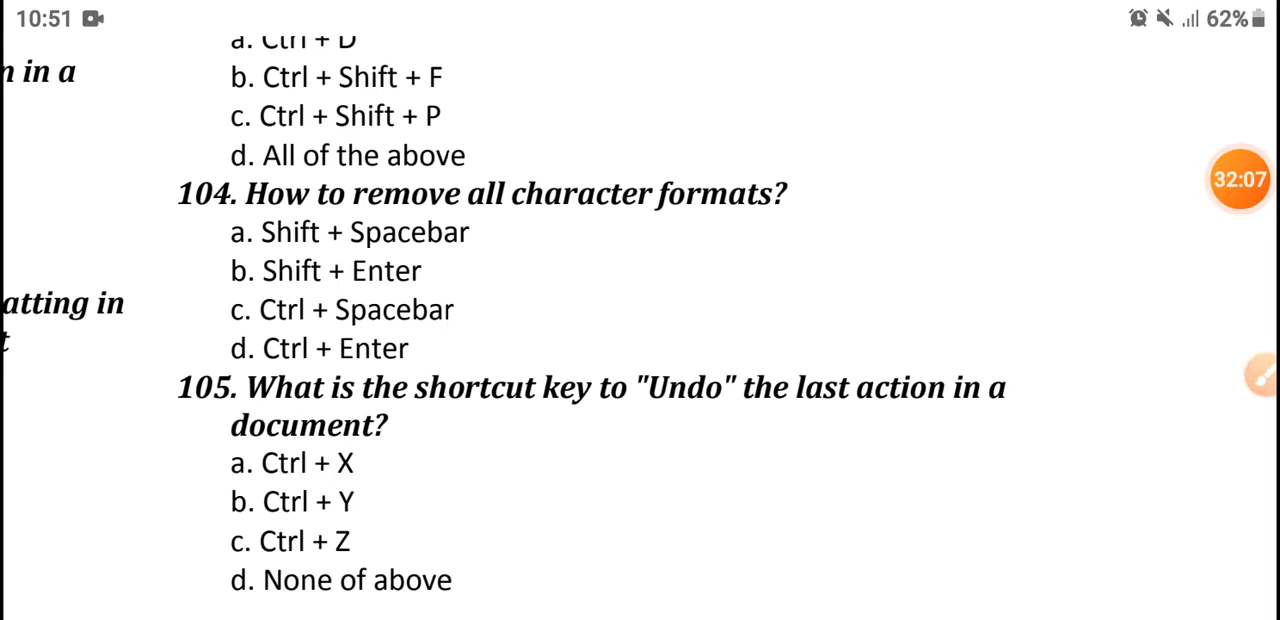 10:51
62%
a. Ctrl + D
n in a
b. Ctrl + Shift + F
c. Ctrl + Shift + P
d. All of the above
104. How to remove all character formats?
32:07
a. Shift + Spacebar
b. Shift + Enter
atting in
c. Ctrl + Spacebar
t
d. Ctrl + Enter
105. What is the shortcut key to "Undo" the last action in a
document?
a. Ctrl + X
b. Ctrl + Y
c. Ctrl + Z
d. None of above